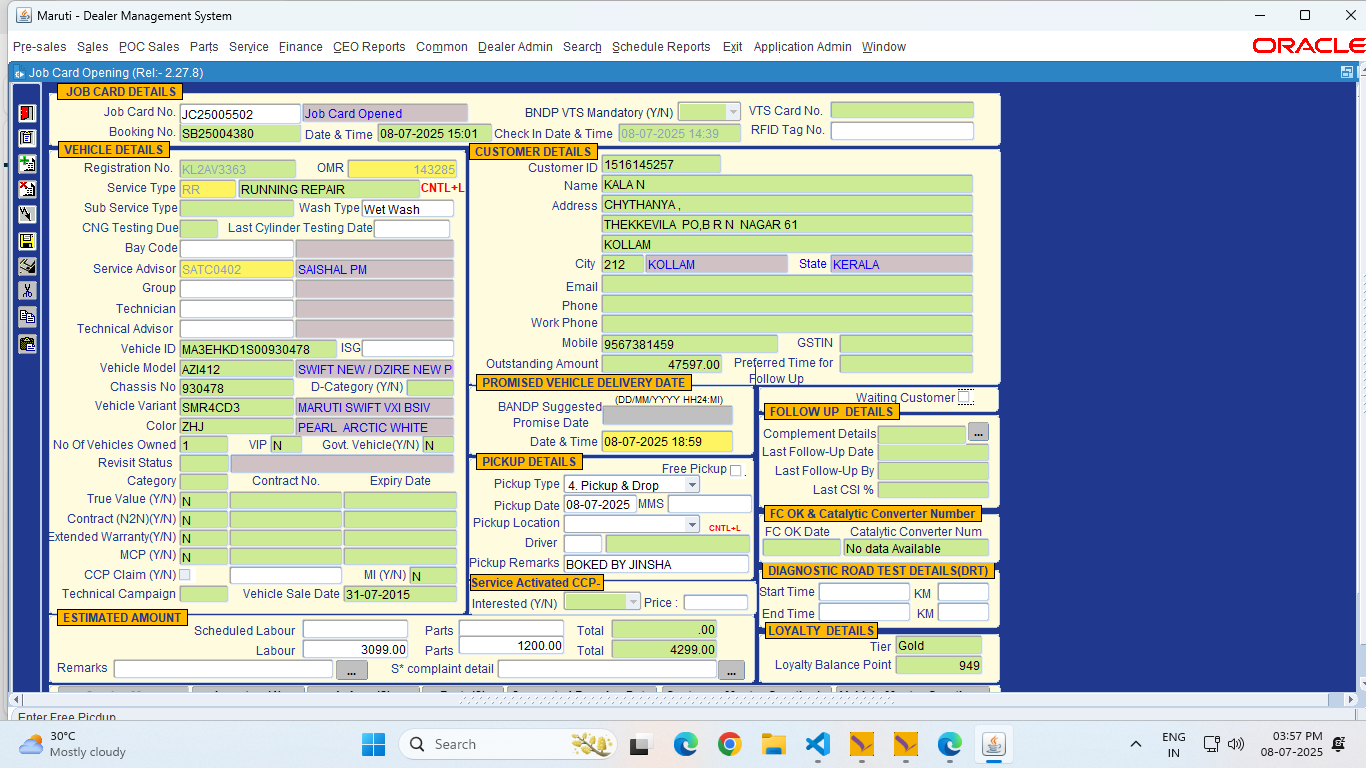 Maruti - Dealer Management System
Pre-sales Sales POC Sales Parts Service Finance CEO Reports Common Dealer Admin Search Schedule Reports Exit Application Admin Window
ORACLE
Job Card Opening (Rel:- 2.27.8)
JOB CARD DETAILS
Job Card No. JC25005502 Job Card Opened BNDP VTS Mandatory (Y/N) VTS Card No.
Booking No. SB25004380 Date & Time 08-07-2025 15:01 Check In Date & Time 08-07-2025 14:39 RFID Tag No.
VEHICLE DETAILS
Registration No. KL2AV3363 OMR 143285
Service Type RR RUNNING REPAIR CNTL+L
Sub Service Type Wash Type Wet Wash
CNG Testing Due Last Cylinder Testing Date
Bay Code
Service Advisor SATC0402 SAISHAL PM
Group
Technician
Technical Advisor
Vehicle ID MA3EHKD1S00930478 ISG
Vehicle Model AZI412 SWIFT NEW / DZIRE NEW P
Chassis No 930478 D-Category (Y/N)
Vehicle Variant SMR4CD3 MARUTI SWIFT VXI BSIV
Color ZHJ PEARL ARCTIC WHITE
No Of Vehicles Owned 1 VIP N Govt. Vehicle(Y/N) N
Revisit Status
Category Contract No. Expiry Date
True Value (Y/N) N
Contract (N2N)(Y/N) N
Extended Warranty(Y/N) N
MCP (Y/N) N
CCP Claim (Y/N) MI (Y/N) N
Technical Campaign Vehicle Sale Date 31-07-2015
CUSTOMER DETAILS
Customer ID 1516145257
Name KALA N
Address CHYTHANYA ,
THEKKEVILA PO,B R N NAGAR 61
KOLLAM
City 212 KOLLAM State KERALA
Email
Phone
Work Phone
Mobile 9567381459 GSTIN
Outstanding Amount 47597.00 Preferred Time for
Follow Up
PROMISED VEHICLE DELIVERY DATE
(DD/MM/YYYY HH24:MI)
BANDP Suggested
Promise Date
Date & Time 08-07-2025 18:59
PICKUP DETAILS
Free Pickup .
Pickup Type 4. Pickup & Drop
Pickup Date 08-07-2025 MMS
Pickup Location CNTL+L
Driver
Pickup Remarks BOKED BY JINSHA
Service Activated CCP-
Interested (Y/N) Price :
Waiting Customer
FOLLOW UP DETAILS
Complement Details ...
Last Follow-Up Date
Last Follow-Up By
Last CSI %
FC OK & Catalytic Converter Number
FC OK Date Catalytic Converter Num
No data Available
DIAGNOSTIC ROAD TEST DETAILS(DRT)
Start Time KM
End Time KM
LOYALTY DETAILS
Tier Gold
Loyalty Balance Point 949
ESTIMATED AMOUNT
Scheduled Labour Parts Total .00
Labour 3099.00 Parts 1200.00 Total 4299.00
Remarks ... S* complaint detail ...
Enter Free Picdup
30°C
Mostly cloudy
Search
ENG
IN
03:57 PM
08-07-2025